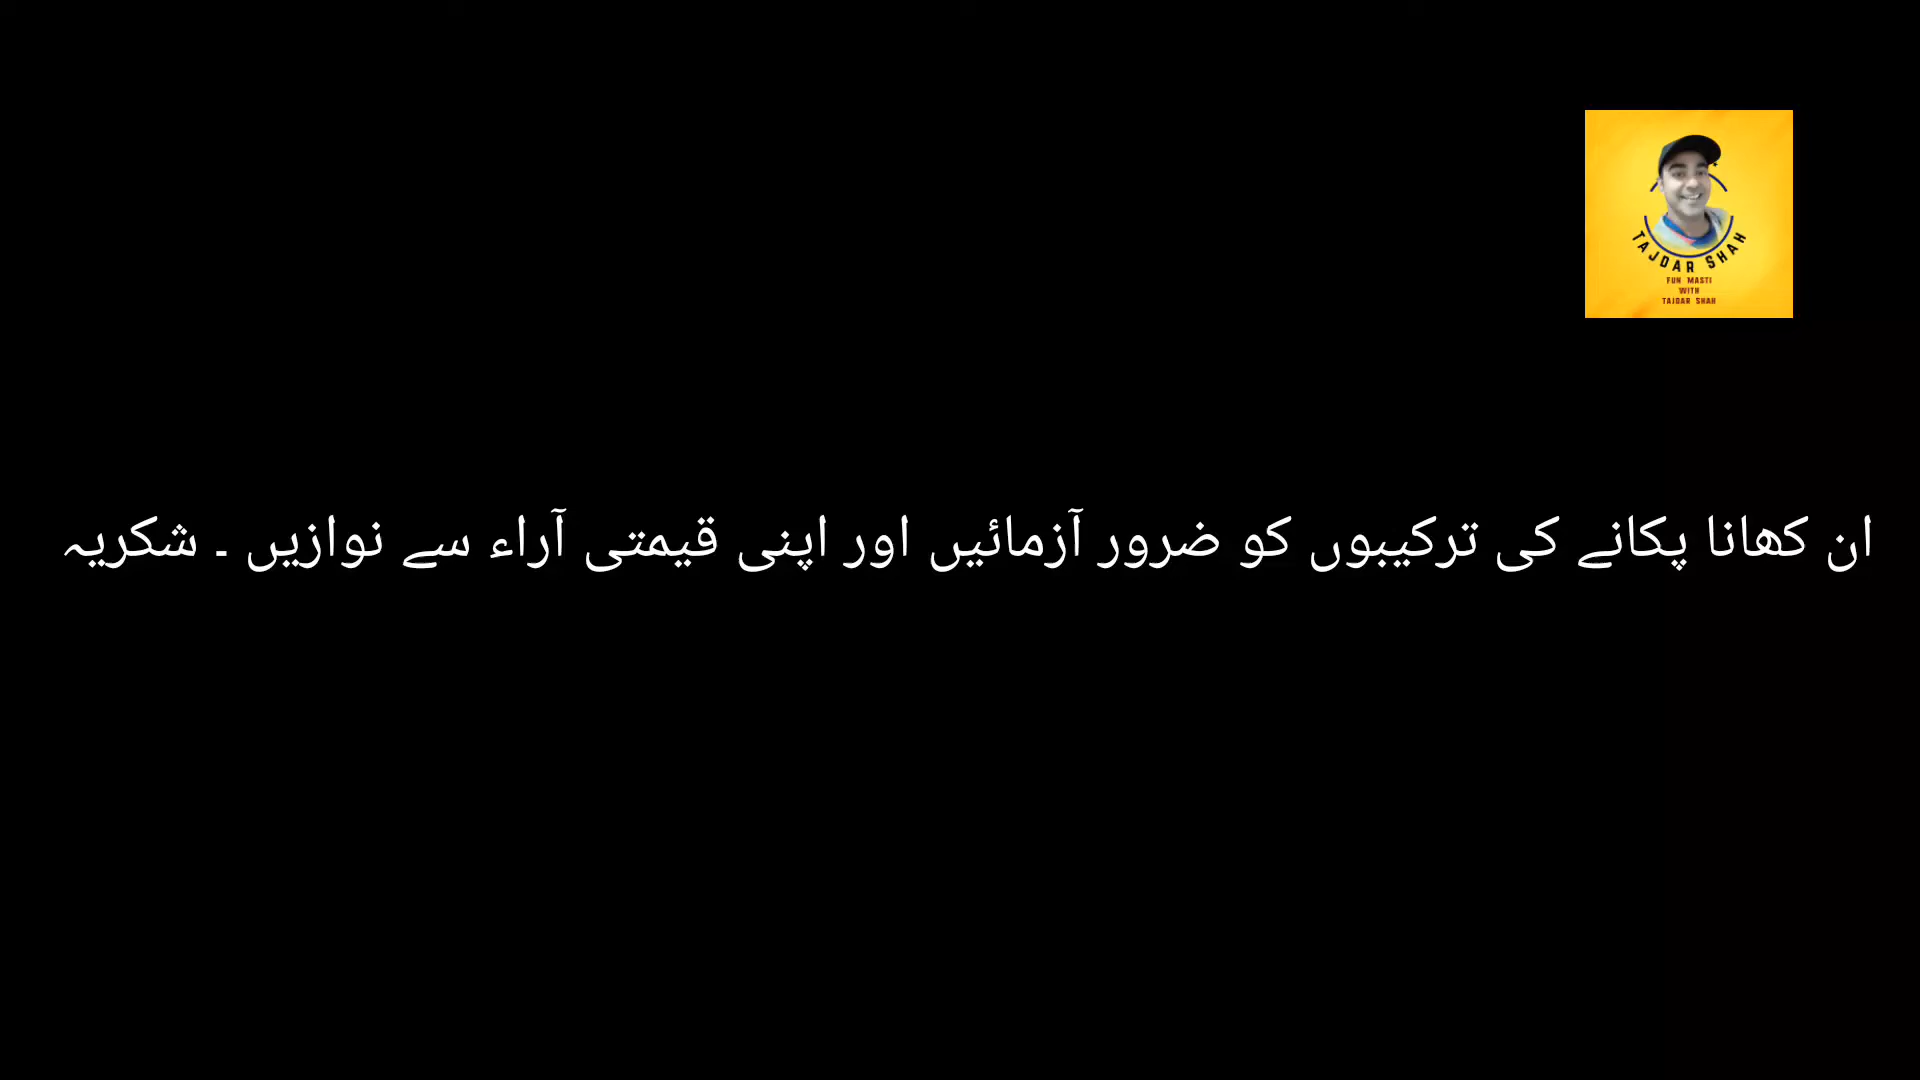 TAJDAR SHAH
FUN MASTI
WITH
TAJDAR SHAH
ان کھانا پکانے کی ترکیبوں کو ضرور آزمائیں اور اپنی قیمتی آراء سے نوازیں ۔ شکریہ